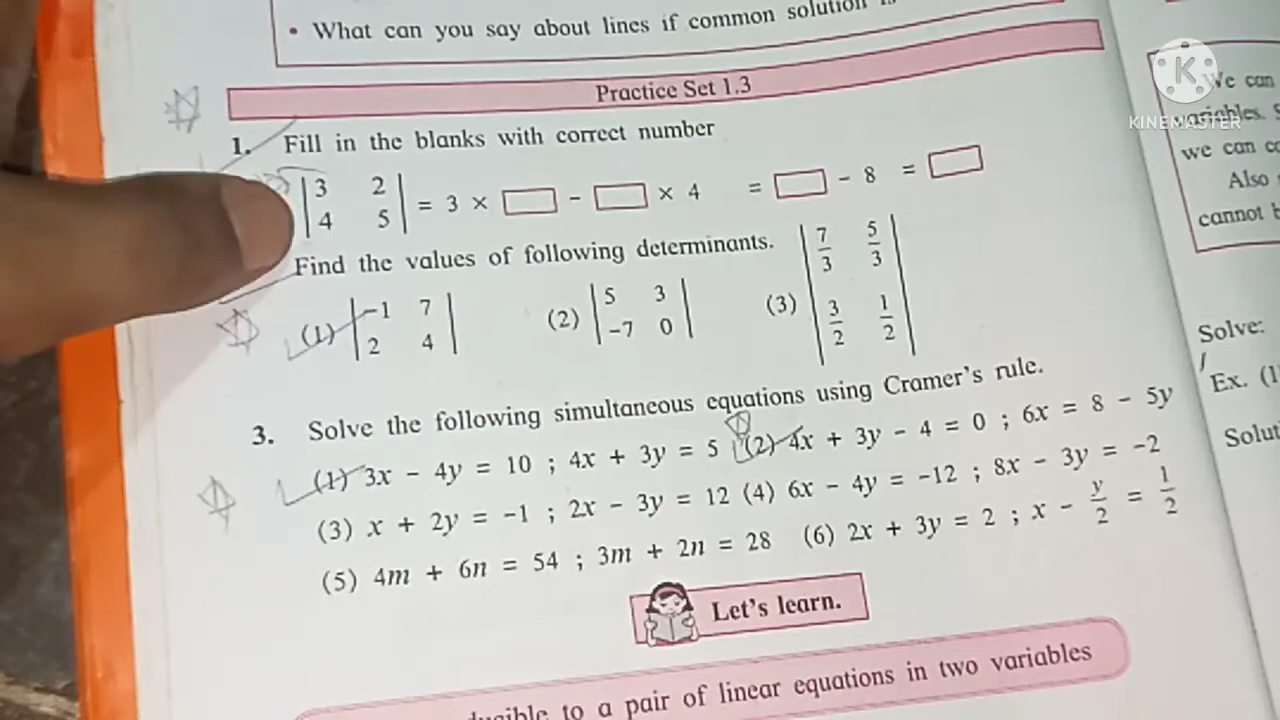 • What can you say about lines if common solution
Practice Set 1.3
1. Fill in the blanks with correct number
|3 2|
|4 5| = 3 × □ − □ × 4 = □ − 8 = □
Find the values of following determinants.
(1) |−1 7|
|2 4|
(2) |5 3|
|−7 0|
(3) |7/3 5/3|
|3/2 1/2|
3. Solve the following simultaneous equations using Cramer's rule.
(1) 3x − 4y = 10 ; 4x + 3y = 5 (2) 4x + 3y − 4 = 0 ; 6x = 8 − 5y
(3) x + 2y = −1 ; 2x − 3y = 12 (4) 6x − 4y = −12 ; 8x − 3y = −2
(5) 4m + 6n = 54 ; 3m + 2n = 28 (6) 2x + 3y = 2 ; x − y/2 = 1/2
Let's learn.
to a pair of linear equations in two variables
K
KINEMASTER
We can
variables.
we can
Also
cannot
Solve:
Ex. (1